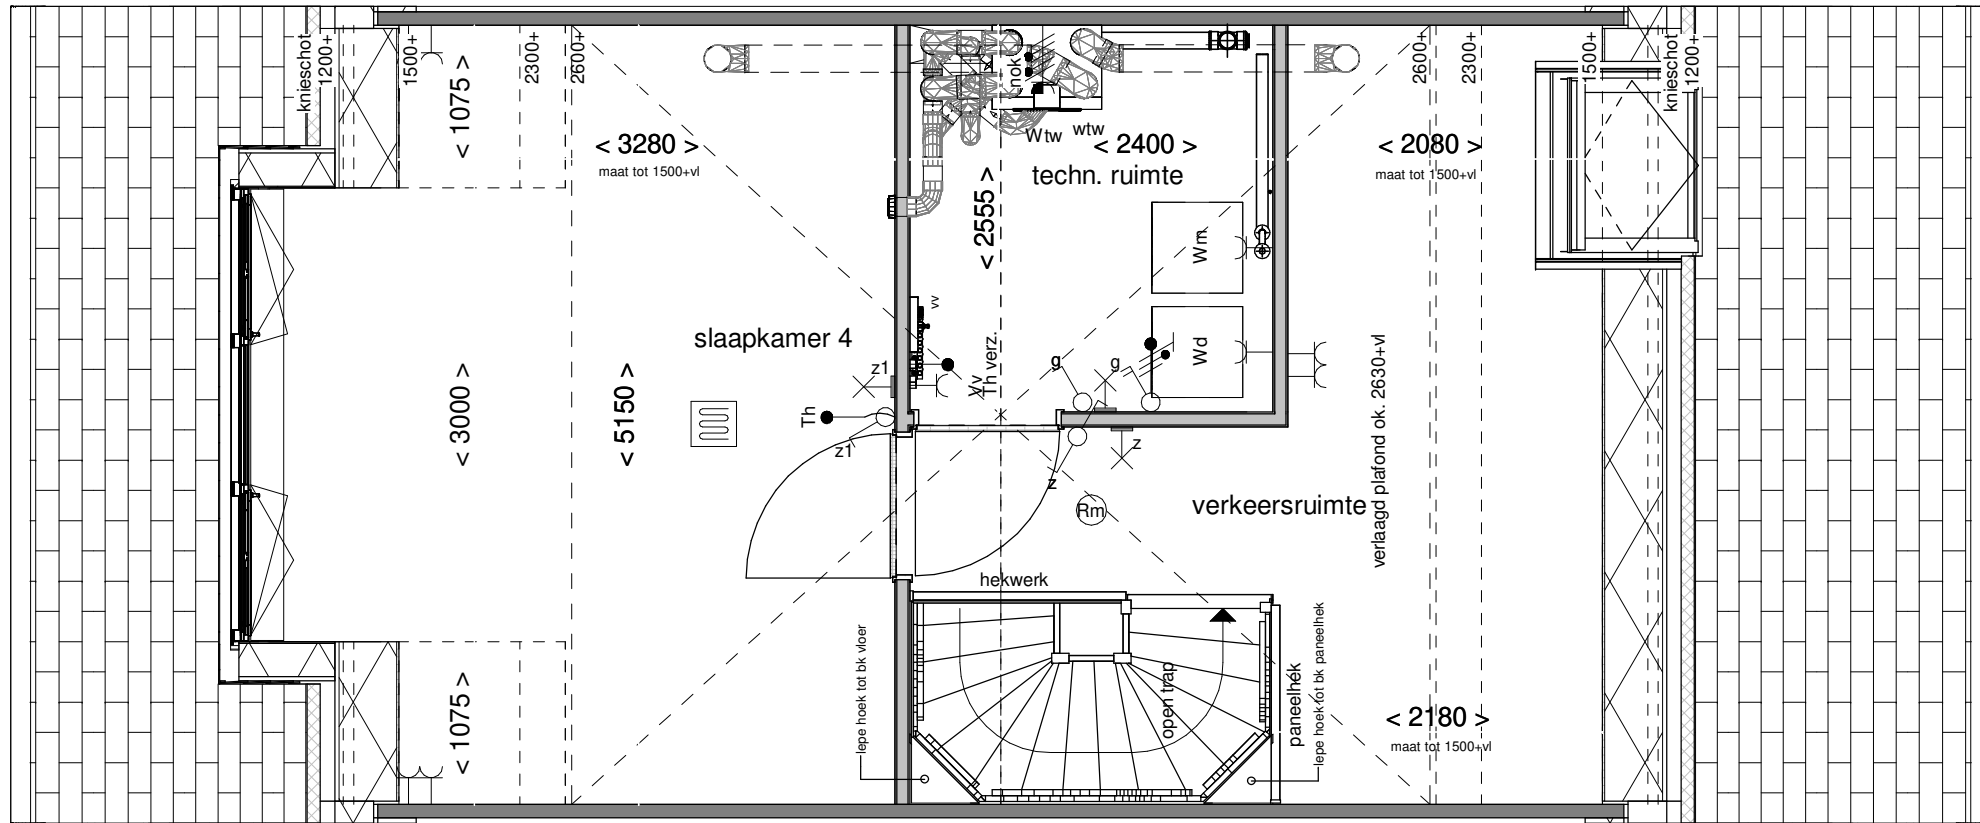 knieschot
1200+
1500+
< 1075 >
2300+
2600+
< 3280 >
maat tot 1500+vl
nok
Wtw
wtw
< 2400 >
techn. ruimte
< 2555 >
Wm
Wd
vv
Vv
Th verz.
g
g
2600+
2300+
< 2080 >
maat tot 1500+vl
1500+
knieschot
1200+
slaapkamer 4
z1
Th
z1
< 3000 >
< 5150 >
z
z
Rm
verkeersruimte
verlaagd plafond ok. 2630+vl
hekwerk
lepe hoek tot bk vloer
open trap
paneelhek
lepe hoek tot bk paneelhek
< 1075 >
< 2180 >
maat tot 1500+vl